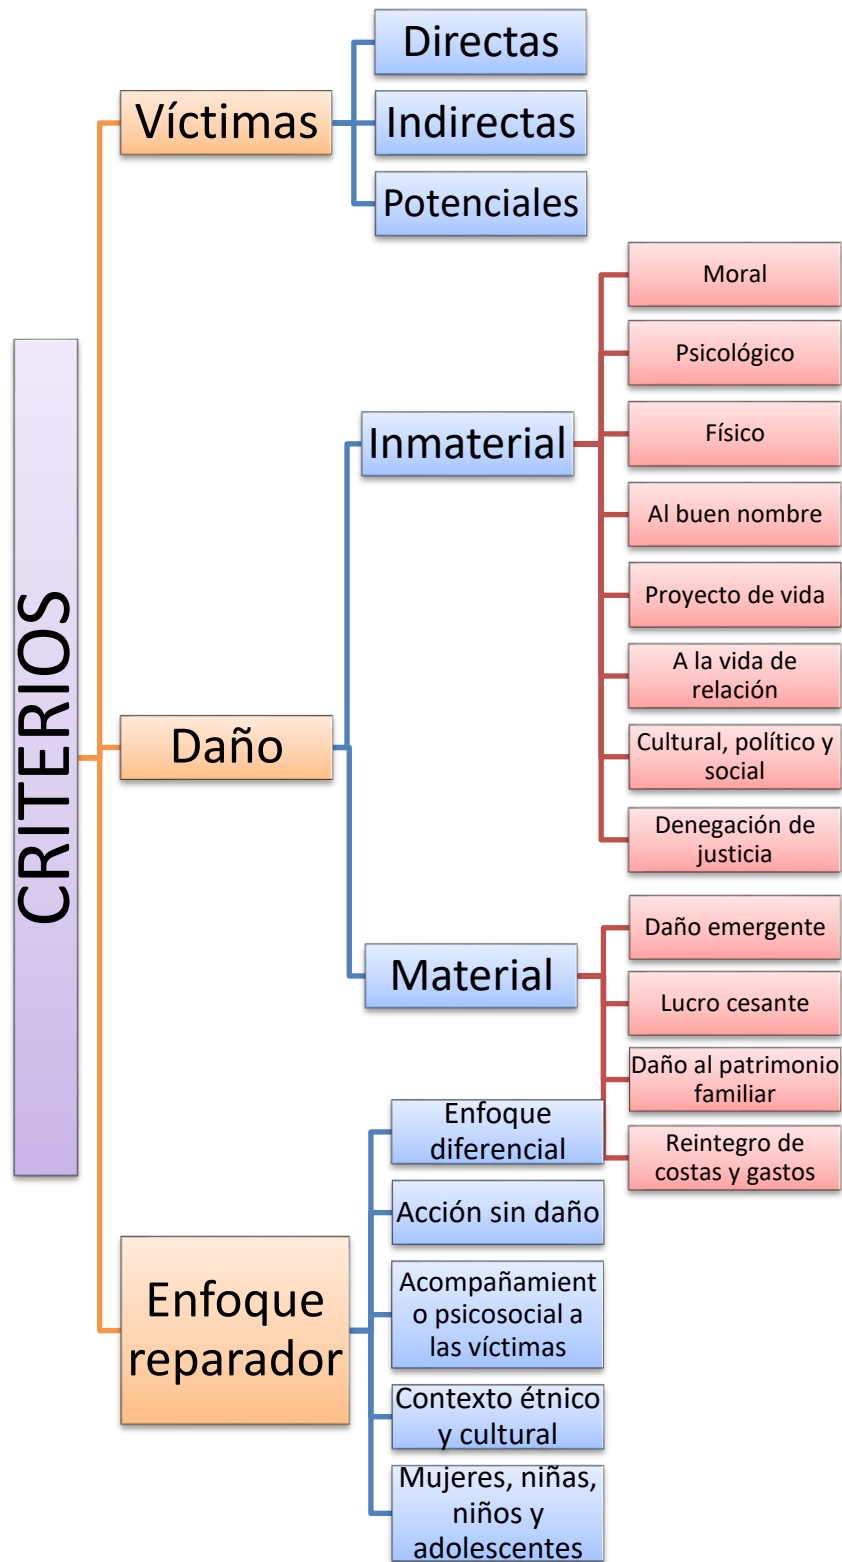 CRITERIOS
Víctimas
Directas
Indirectas
Potenciales
Daño
Inmaterial
Moral
Psicológico
Físico
Al buen nombre
Proyecto de vida
A la vida de
relación
Cultural, político y
social
Denegación de
justicia
Material
Daño emergente
Lucro cesante
Daño al patrimonio
familiar
Reintegro de
costas y gastos
Enfoque
reparador
Enfoque
diferencial
Acción sin daño
Acompañamient
o psicosocial a
las víctimas
Contexto étnico
y cultural
Mujeres, niñas,
niños y
adolescentes